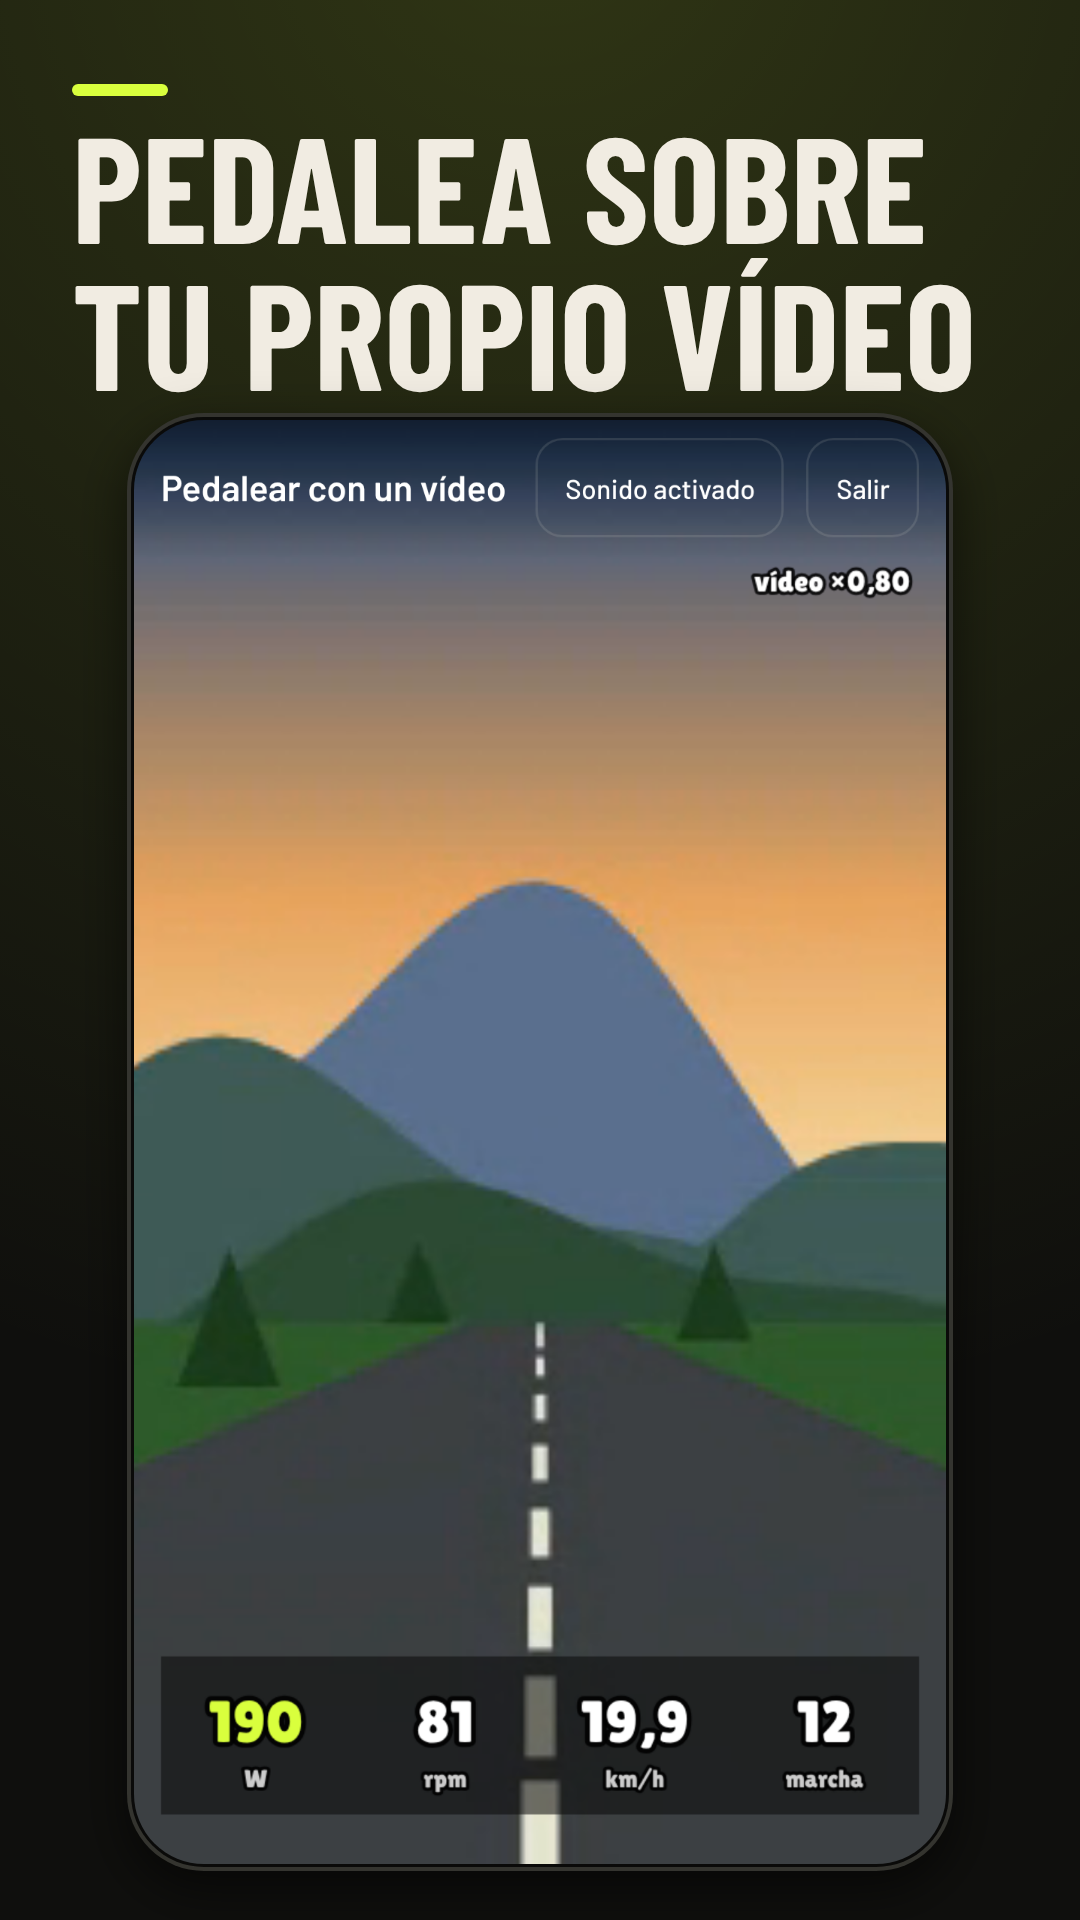 PEDALEA SOBRE
TU PROPIO VÍDEO
Pedalear con un vídeo
Sonido activado
Salir
vídeo ×0,80
190
W
81
rpm
19,9
km/h
12
marcha